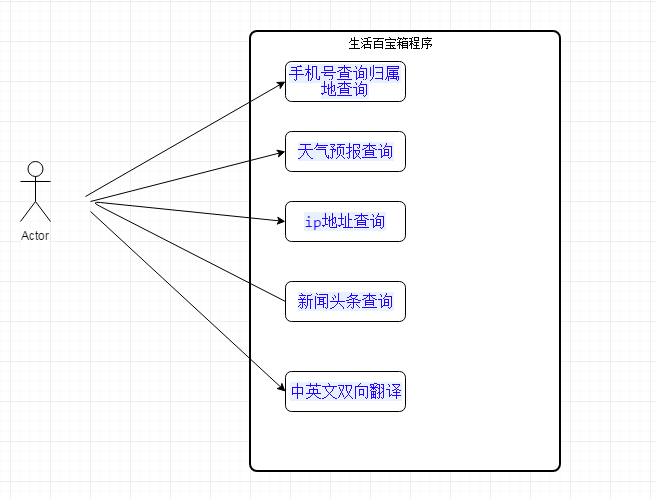 生活百宝箱程序
手机号查询归属
地查询
天气预报查询
ip地址查询
Actor
新闻头条查询
中英文双向翻译